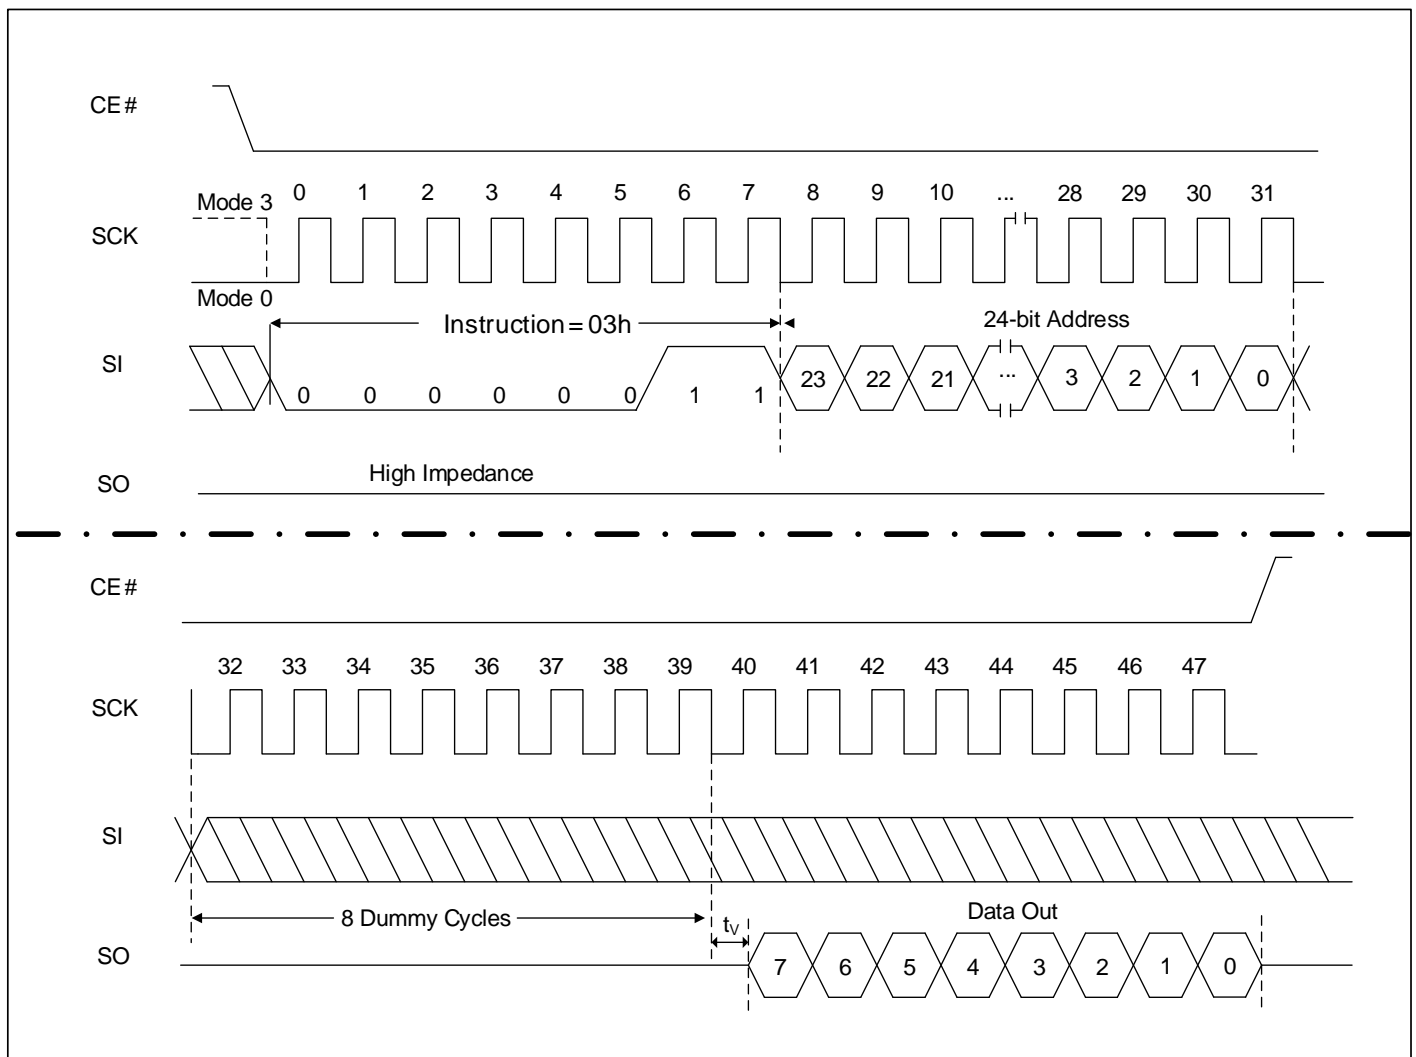 CE#
0 1 2 3 4 5 6 7 8 9 10 ... 28 29 30 31
Mode 3
SCK
Mode 0
Instruction = 03h
24-bit Address
SI
0 0 0 0 0 0 1 1 23 22 21 ... 3 2 1 0
High Impedance
SO
CE#
32 33 34 35 36 37 38 39 40 41 42 43 44 45 46 47
SCK
SI
8 Dummy Cycles
tV
Data Out
SO
7 6 5 4 3 2 1 0